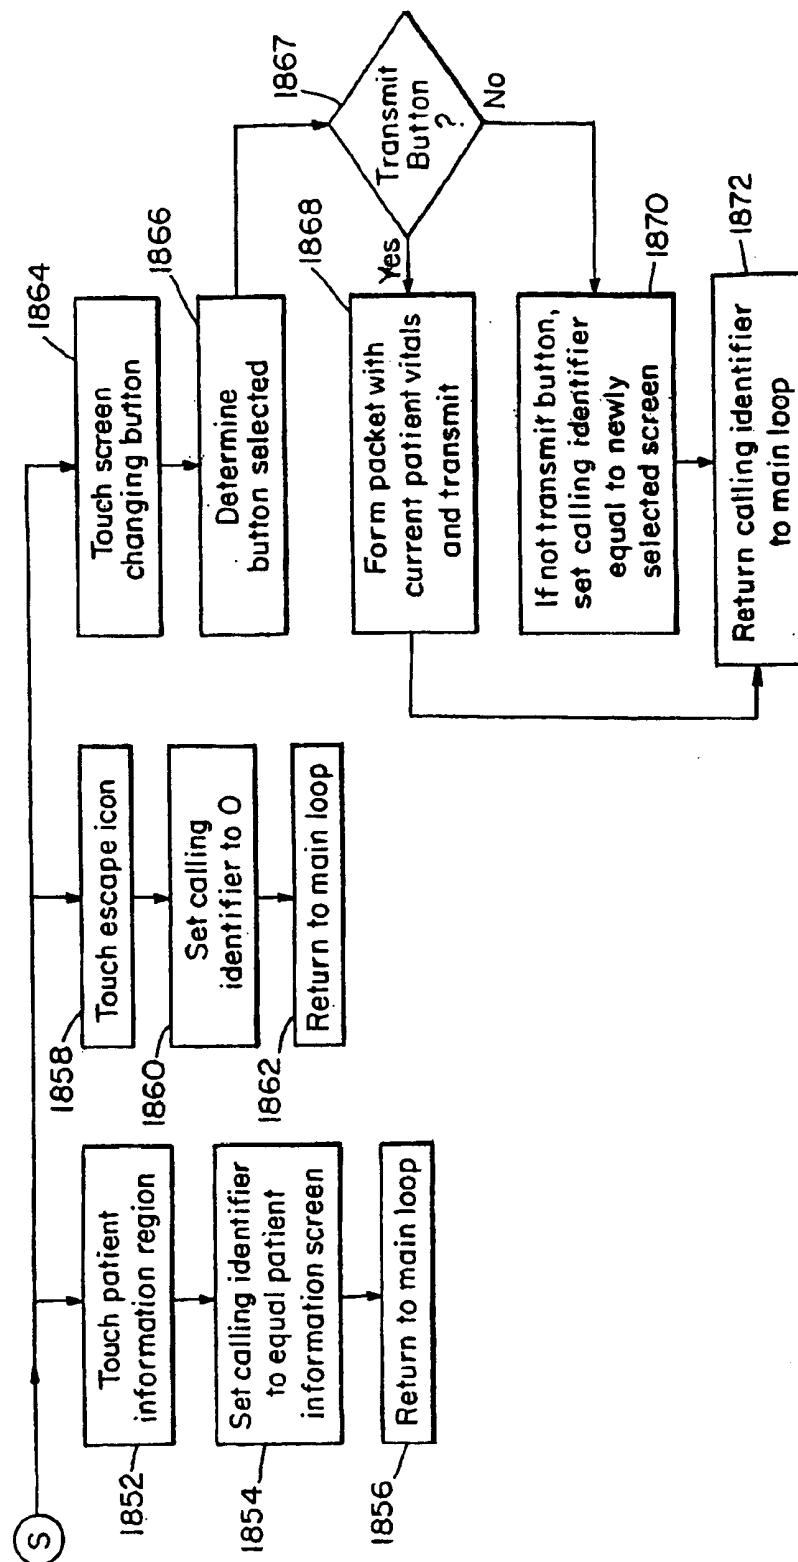 S
1852
Touch patient
information region
1854
Set calling identifier
to equal patient
information screen
1856
Return to main loop
1858
Touch escape icon
1860
Set calling
identifier to 0
1862
Return to main loop
1864
Touch screen
changing button
1866
Determine
button selected
1867
Transmit
Button
?
Yes
No
1868
Form packet with
current patient vitals
and transmit
1870
If not transmit button,
set calling identifier
equal to newly
selected screen
1872
Return calling identifier
to main loop